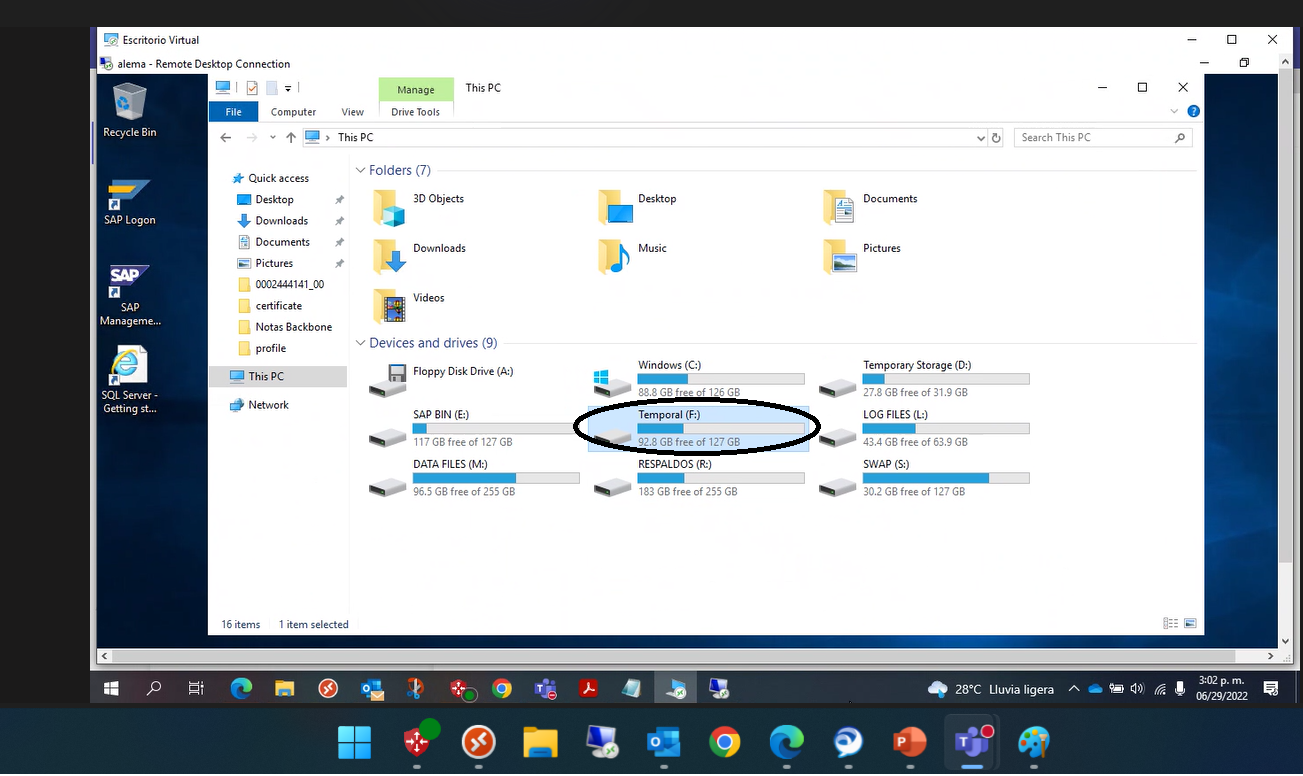 Escritorio Virtual
alema - Remote Desktop Connection
Recycle Bin
SAP Logon
SAP
SAP
Manageme...
SQL Server -
Getting st...
Manage
This PC
File
Computer
View
Drive Tools
This PC
Search This PC
Quick access
Desktop
Downloads
Documents
Pictures
0002444141_00
certificate
Notas Backbone
profile
This PC
Network
Folders (7)
3D Objects
Desktop
Documents
Downloads
Music
Pictures
Videos
Devices and drives (9)
Floppy Disk Drive (A:)
Windows (C:)
88.8 GB free of 126 GB
Temporary Storage (D:)
27.8 GB free of 31.9 GB
SAP BIN (E:)
117 GB free of 127 GB
Temporal (F:)
92.8 GB free of 127 GB
LOG FILES (L:)
43.4 GB free of 63.9 GB
DATA FILES (M:)
96.5 GB free of 255 GB
RESPALDOS (R:)
183 GB free of 255 GB
SWAP (S:)
30.2 GB free of 127 GB
16 items
1 item selected
28°C Lluvia ligera
3:02 p. m.
06/29/2022